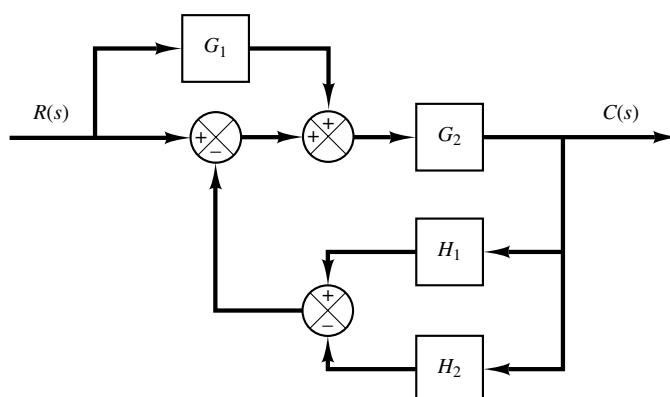 G1
R(s)
C(s)
+
+
+
−
G2
H1
+
−
H2